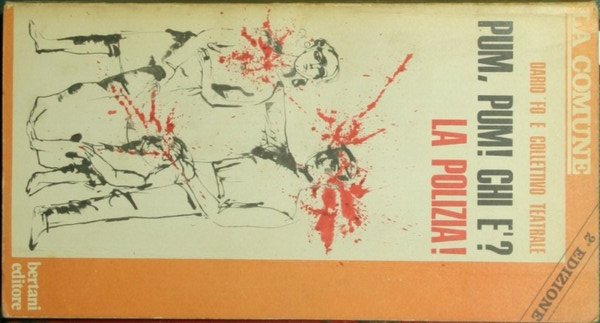 LA COMUNE
DARIO FO E COLLETTIVO TEATRALE
PUM, PUM! CHI E'?
LA POLIZIA!
2ª EDIZIONE
bertani
editore